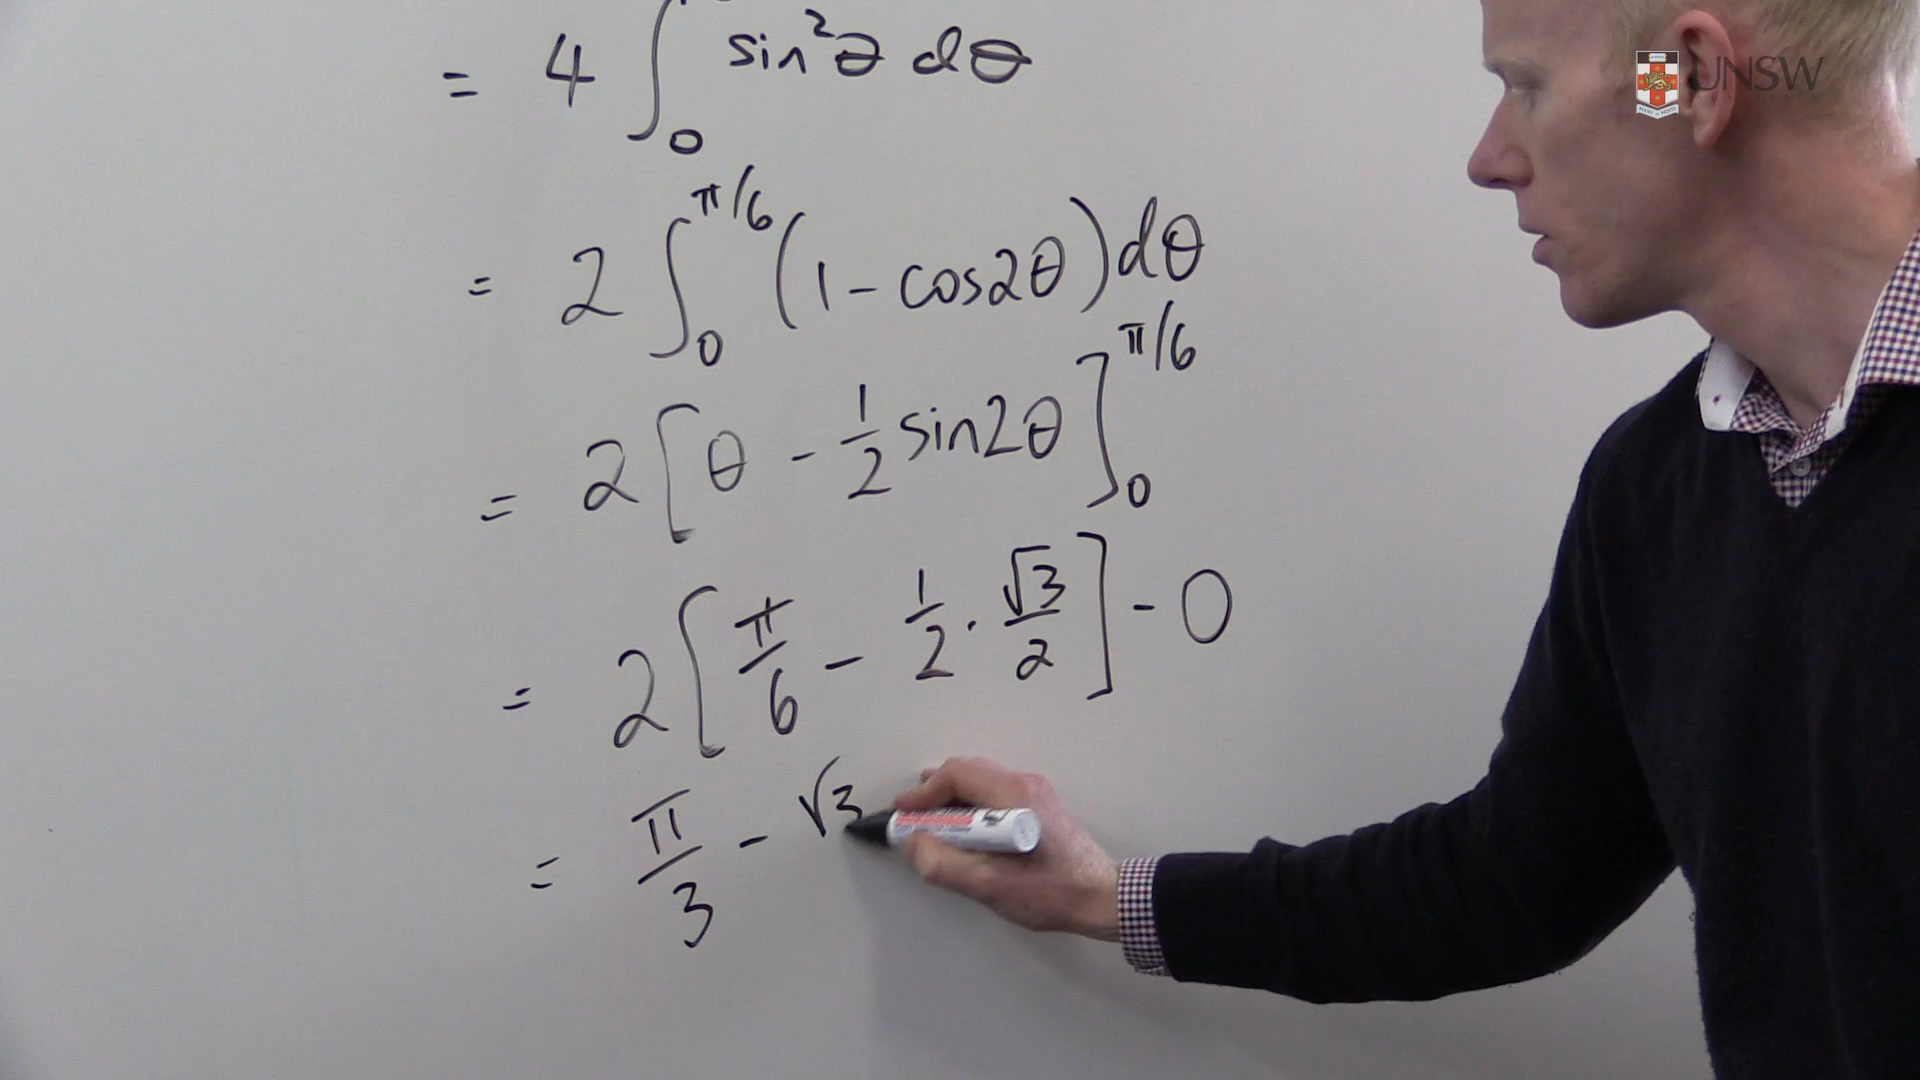 = 4 ∫₀ sin²θ dθ
= 2 ∫₀^π/6 (1 - cos2θ) dθ
= 2 [θ - 1/2 sin2θ]₀^π/6
= 2 [π/6 - 1/2 · √3/2] - 0
= π/3 - √3
UNSW